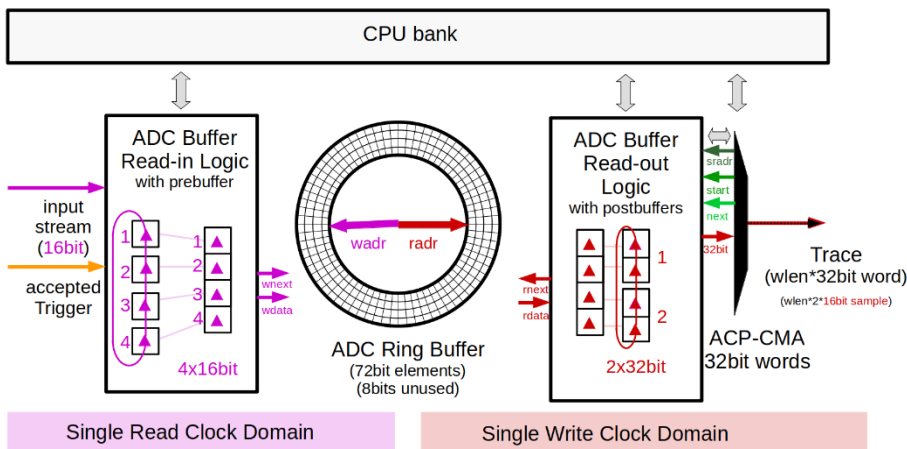 CPU bank
ADC Buffer
Read-in Logic
with prebuffer
input
stream
(16bit)
accepted
Trigger
1
2
3
4
1
2
3
4
4x16bit
wnext
wdata
wadr
radr
ADC Ring Buffer
(72bit elements)
(8bits unused)
ADC Buffer
Read-out
Logic
with postbuffers
1
2
2x32bit
rnext
rdata
sradr
start
next
32bit
Trace
(wlen*32bit word)
(wlen*2*16bit sample)
ACP-CMA
32bit words
Single Read Clock Domain
Single Write Clock Domain